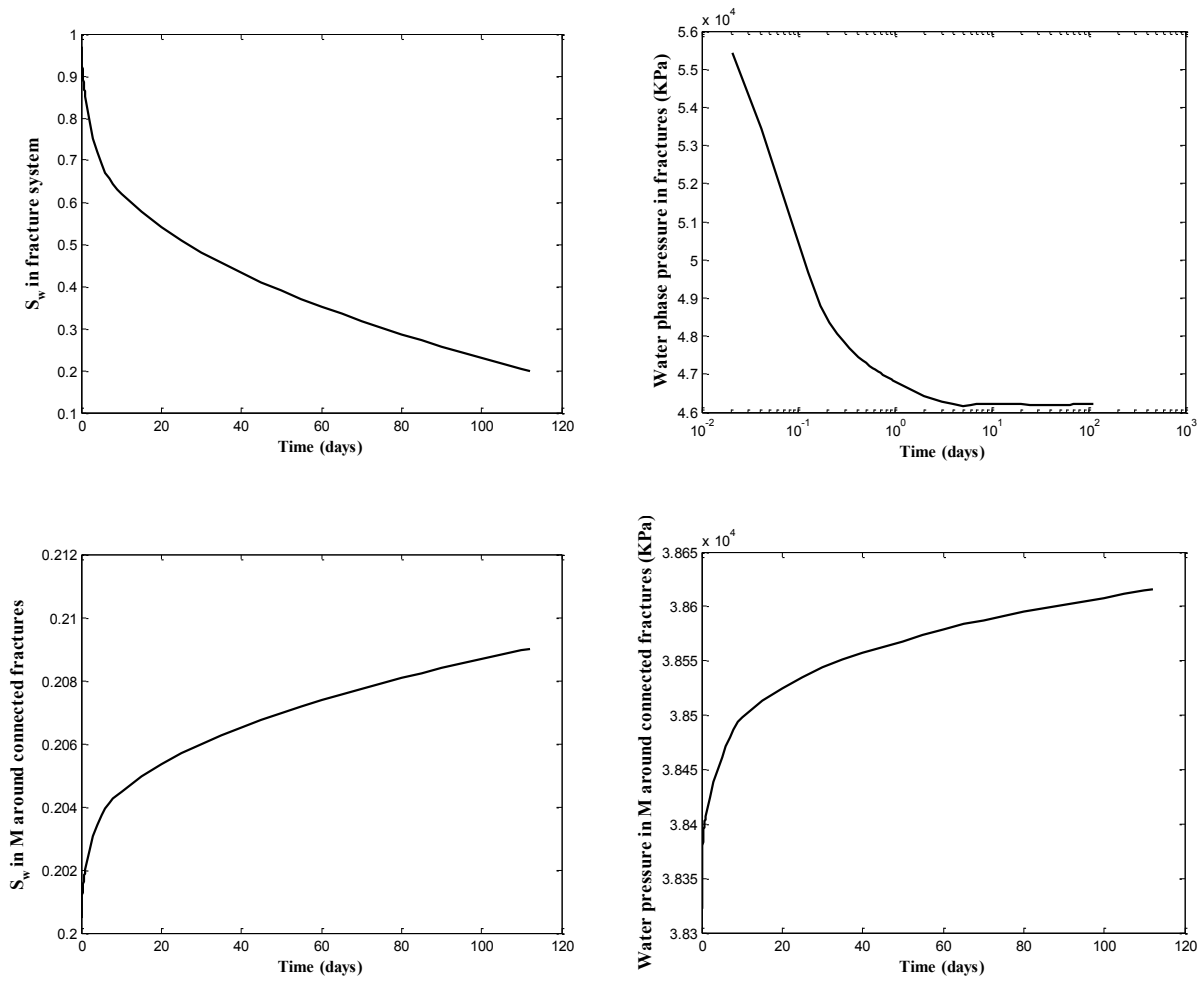 1
0.9
0.8
0.7
0.6
0.5
0.4
0.3
0.2
0.1
0 20 40 60 80 100 120
Time (days)
S_w in fracture system
x 10^4
5.6
5.5
5.4
5.3
5.2
5.1
5
4.9
4.8
4.7
4.6
10^-2 10^-1 10^0 10^1 10^2 10^3
Time (days)
Water phase pressure in fractures (KPa)
0.212
0.21
0.208
0.206
0.204
0.202
0.2
0 20 40 60 80 100 120
Time (days)
S_w in M around connected fractures
x 10^4
3.865
3.86
3.855
3.85
3.845
3.84
3.835
3.83
0 20 40 60 80 100 120
Time (days)
Water pressure in M around connected fractures (KPa)